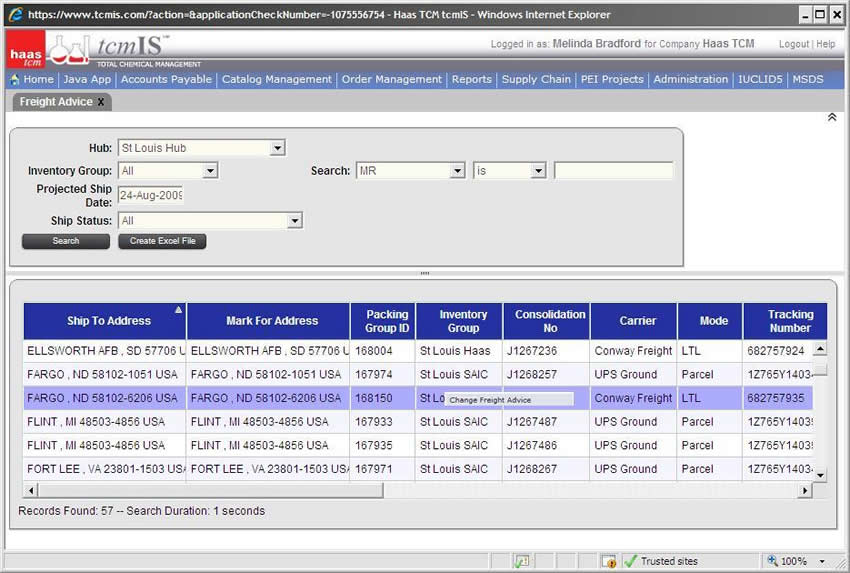 https://www.tcmis.com/?action=&applicationCheckNumber=-1075556754 - Haas TCM tcmIS - Windows Internet Explorer
haas tcm
tcmIS
TOTAL CHEMICAL MANAGEMENT
Logged in as: Melinda Bradford for Company Haas TCM Logout | Help
Home | Java App | Accounts Payable | Catalog Management | Order Management | Reports | Supply Chain | PEI Projects | Administration | IUCLID5 | MSDS
Freight Advice X
Hub: St Louis Hub
Inventory Group: All Search: MR is
Projected Ship Date: 24-Aug-2009
Ship Status: All
Search Create Excel File
Ship To Address Mark For Address Packing Group ID Inventory Group Consolidation No Carrier Mode Tracking Number
ELLSWORTH AFB , SD 57706 U ELLSWORTH AFB , SD 57706 U 168004 St Louis Haas J1267236 Conway Freight LTL 682757924
FARGO , ND 58102-1051 USA FARGO , ND 58102-1051 USA 167974 St Louis SAIC J1268257 UPS Ground Parcel 1Z765Y1403
FARGO , ND 58102-6206 USA FARGO , ND 58102-6206 USA 168150 St Lo Change Freight Advice Conway Freight LTL 682757935
FLINT , MI 48503-4856 USA FLINT , MI 48503-4856 USA 167933 St Louis SAIC J1267487 UPS Ground Parcel 1Z765Y1403
FLINT , MI 48503-4856 USA FLINT , MI 48503-4856 USA 167935 St Louis SAIC J1267486 UPS Ground Parcel 1Z765Y1403
FORT LEE , VA 23801-1503 USA FORT LEE , VA 23801-1503 USA 167971 St Louis SAIC J1268267 UPS Ground Parcel 1Z765Y1403
Records Found: 57 -- Search Duration: 1 seconds
Trusted sites 100%